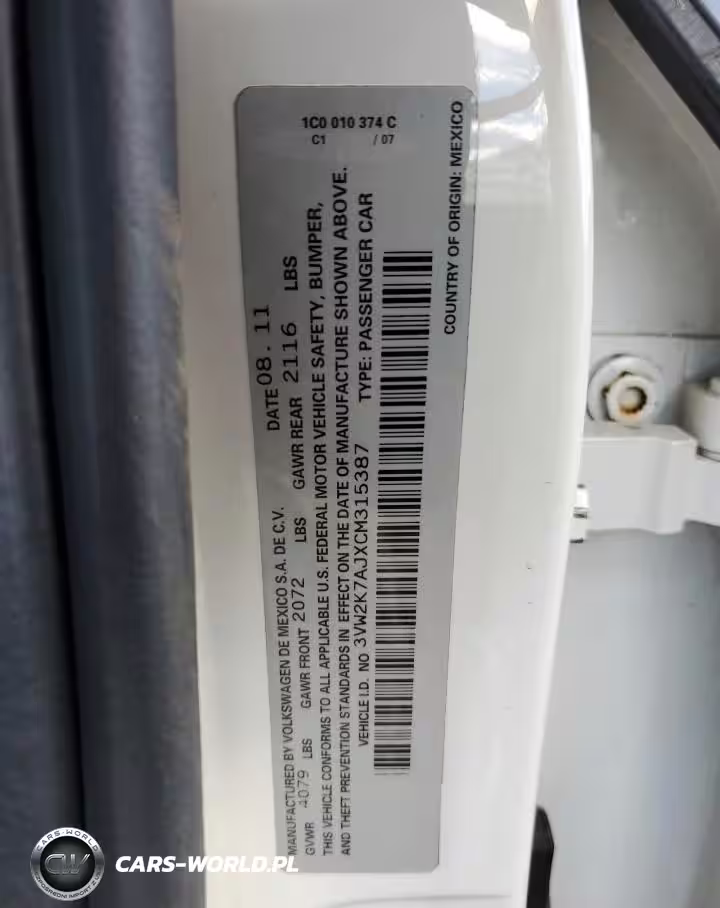 1C0 010 374 C
C1 / 07
MANUFACTURED BY VOLKSWAGEN DE MEXICO S.A. DE C.V. DATE 08.11
GVWR 4079 LBS GAWR FRONT 2072 LBS GAWR REAR 2116 LBS
THIS VEHICLE CONFORMS TO ALL APPLICABLE U.S. FEDERAL MOTOR VEHICLE SAFETY, BUMPER,
AND THEFT PREVENTION STANDARDS IN EFFECT ON THE DATE OF MANUFACTURE SHOWN ABOVE.
VEHICLE I.D. NO 3VW2K7AJXCM315387 TYPE: PASSENGER CAR
COUNTRY OF ORIGIN: MEXICO
CARS-WORLD
CW
CARS-WORLD.PL